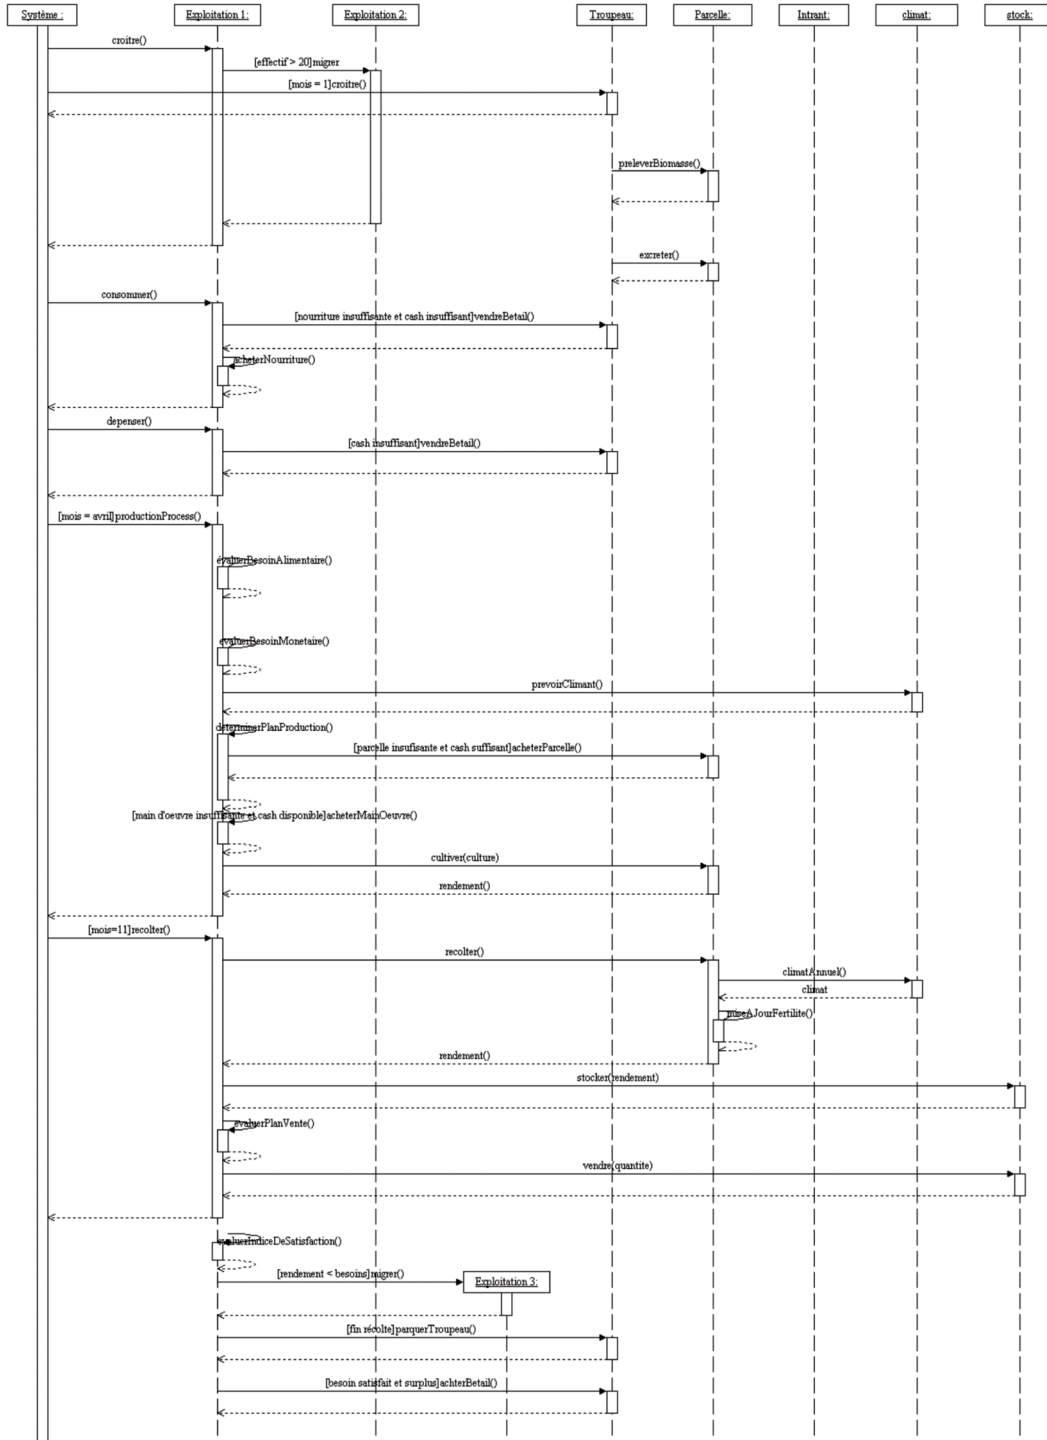 Système :
Exploitation 1:
Exploitation 2:
Troupeau:
Parcelle:
Intrant:
climat:
stock:
croitre()
[effectif > 20]migrer
[mois = 1]croitre()
preleverBiomasse()
excreter()
consommer()
[nourriture insuffisante et cash insuffisant]vendreBetail()
acheterNourriture()
depenser()
[cash insuffisant]vendreBetail()
[mois = avril]productionProcess()
évaluerBesoinAlimentaire()
evaluerBesoinMonetaire()
prevoirClimant()
determinerPlanProduction()
[parcelle insufisante et cash suffisant]acheterParcelle()
[main d'oeuvre insuffisante et cash disponible]acheterMainOeuvre()
cultiver(culture)
rendement()
[mois=11]recolter()
recolter()
climatAnnuel()
climat
miseAJourFertilite()
rendement()
stocker(rendement)
evaluerPlanVente()
vendre(quantite)
evaluerIndiceDeSatisfaction()
[rendement < besoins]migrer()
Exploitation 3:
[fin récolte]parquerTroupeau()
[besoin satisfait et surplus]achterBetail()